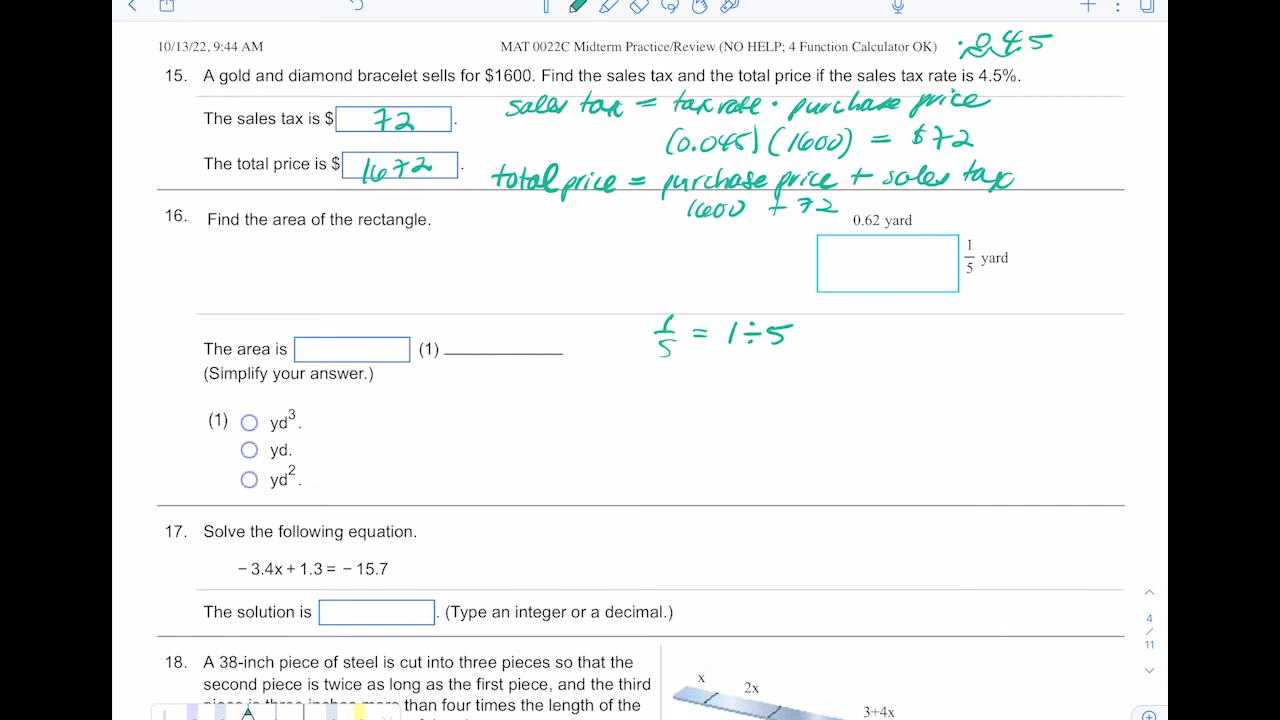 10/13/22, 9:44 AM MAT 0022C Midterm Practice/Review (NO HELP; 4 Function Calculator OK)
15. A gold and diamond bracelet sells for $1600. Find the sales tax and the total price if the sales tax rate is 4.5%.
sales tax = tax rate · purchase price
The sales tax is $ 72 .
(0.045)(1600) = $72
The total price is $ 1672 .
total price = purchase price + sales tax
1600 + 72
16. Find the area of the rectangle.
0.62 yard
1/5 yard
1/5 = 1 ÷ 5
The area is (1) ____________
(Simplify your answer.)
(1) yd³.
yd.
yd².
17. Solve the following equation.
− 3.4x + 1.3 = − 15.7
The solution is . (Type an integer or a decimal.)
18. A 38-inch piece of steel is cut into three pieces so that the
second piece is twice as long as the first piece, and the third
than four times the length of the
x
2x
3+4x
4
/
11